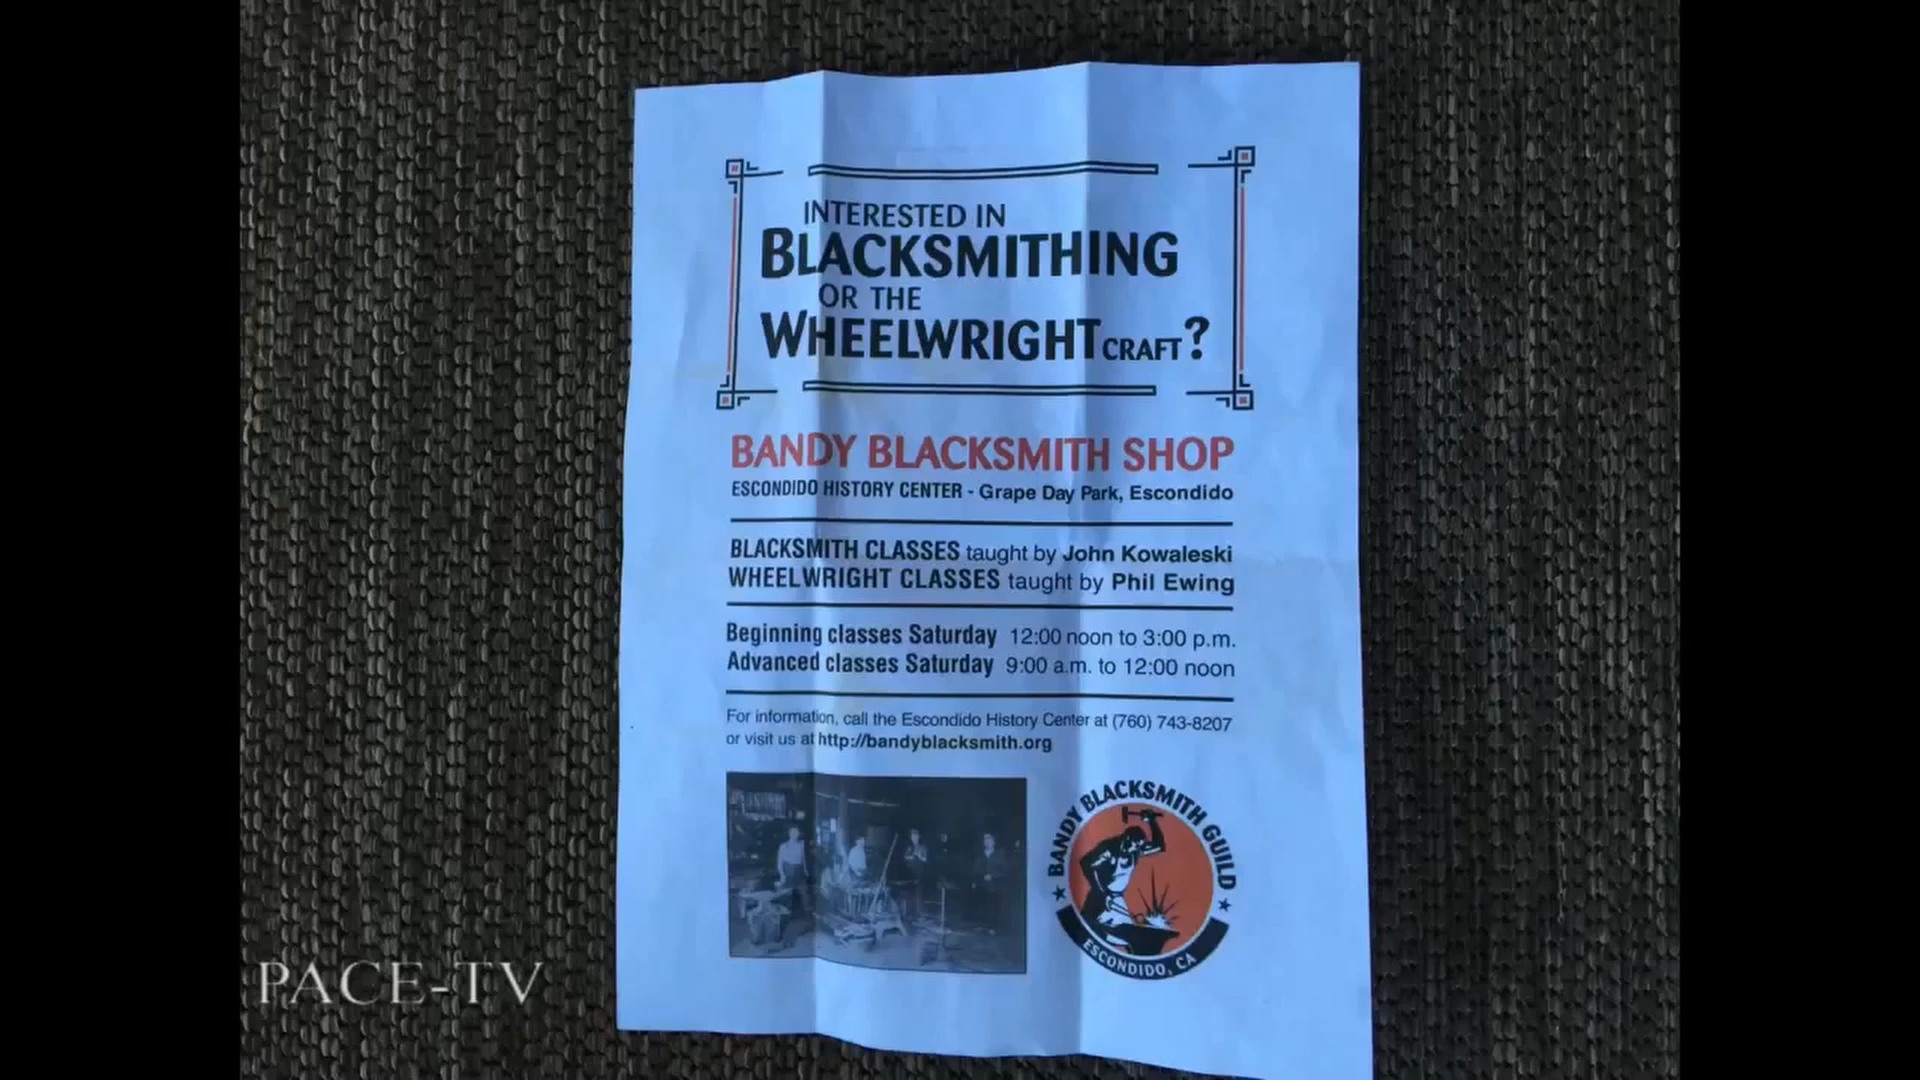 INTERESTED IN
BLACKSMITHING
OR THE
WHEELWRIGHT CRAFT?
BANDY BLACKSMITH SHOP
ESCONDIDO HISTORY CENTER - Grape Day Park, Escondido
BLACKSMITH CLASSES taught by John Kowaleski
WHEELWRIGHT CLASSES taught by Phil Ewing
Beginning classes Saturday 12:00 noon to 3:00 p.m.
Advanced classes Saturday 9:00 a.m. to 12:00 noon
For information, call the Escondido History Center at (760) 743-8207
or visit us at http://bandyblacksmith.org
BANDY BLACKSMITH GUILD
ESCONDIDO, CA
PACE-TV